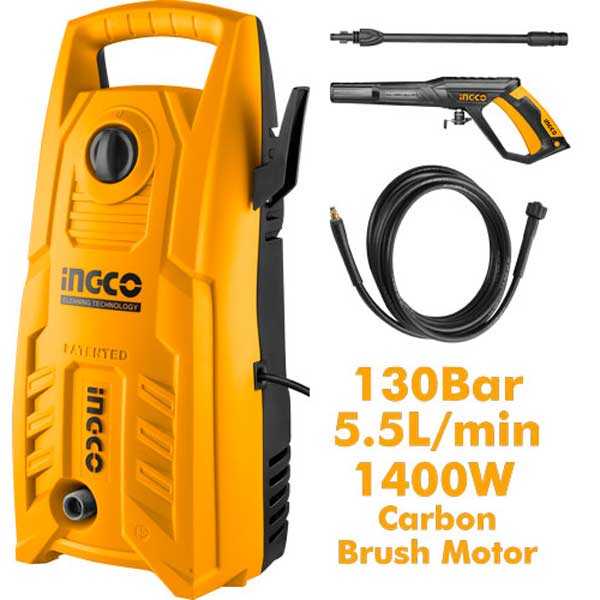 INGCO
CLEANING TECHNOLOGY
PATENTED
INGCO
INGCO
130Bar
5.5L/min
1400W
Carbon
Brush Motor